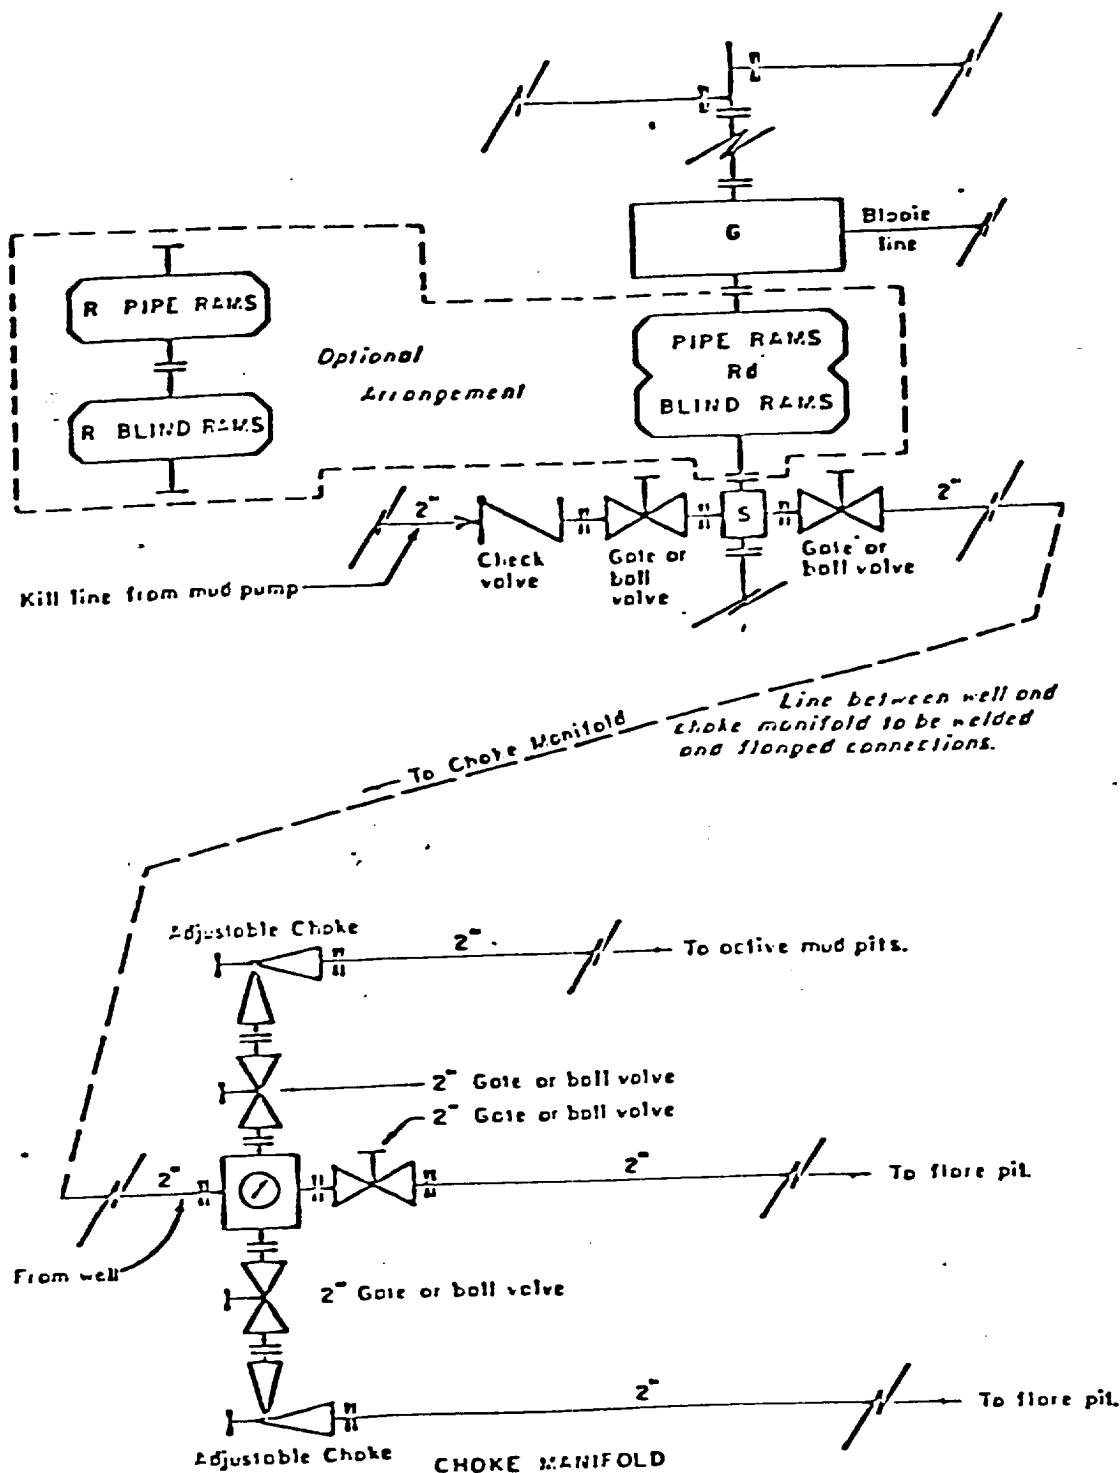 G
Blooie
line
R PIPE RAMS
PIPE RAMS
Rd
BLIND RAMS
Optional
Arrangement
R BLIND RAMS
2"
S
2"
Check
valve
Gate or
ball
valve
Gate or
ball valve
Kill line from mud pump
Line between well and
choke manifold to be welded
and flanged connections.
To Choke Manifold
Adjustable Choke
2"
To active mud pits.
2" Gate or ball valve
2" Gate or ball valve
2"
2"
To flare pit.
From well
2" Gate or ball valve
2"
To flare pit.
Adjustable Choke
CHOKE MANIFOLD